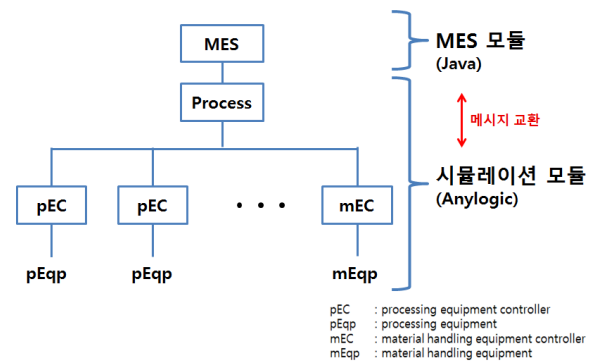 MES
MES 모듈
(Java)
Process
메시지 교환
시뮬레이션 모듈
(Anylogic)
pEC
pEC
• • •
mEC
pEqp
pEqp
mEqp
pEC : processing equipment controller
pEqp : processing equipment
mEC : material handling equipment controller
mEqp : material handling equipment